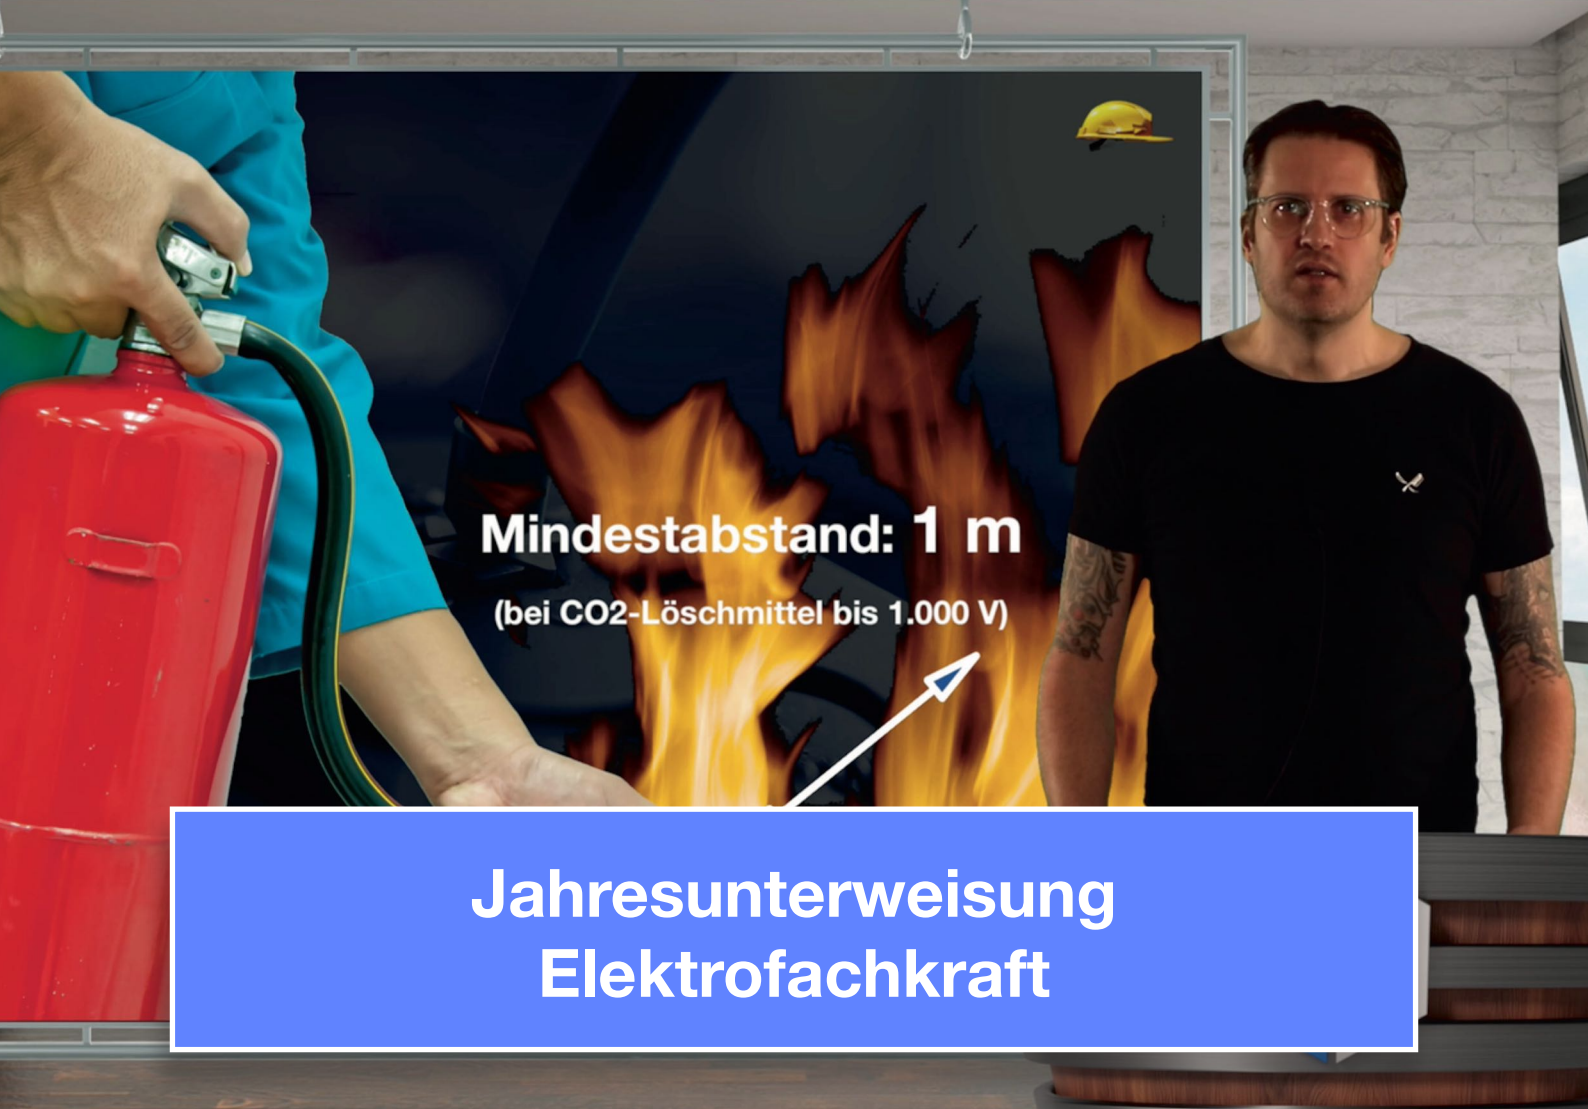 Mindestabstand: 1 m
(bei CO2-Löschmittel bis 1.000 V)
Jahresunterweisung
Elektrofachkraft